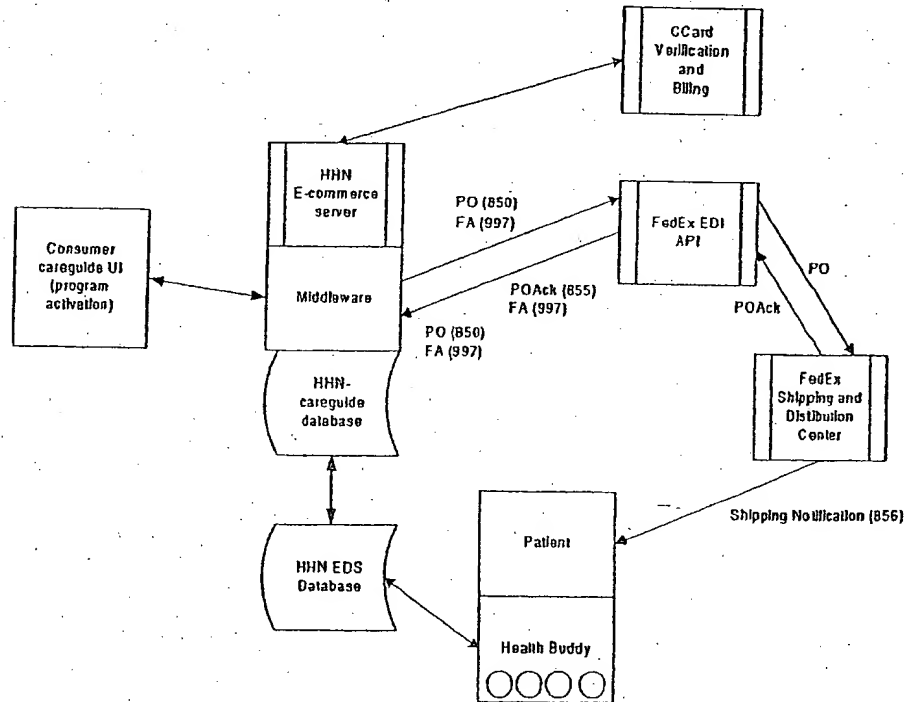 CCard
Verification
and
Billing
HHN
E-commerce
server
PO (850)
FA (997)
FedEx EDI
API
Consumer
careguide UI
(program
activation)
Middleware
POAck (855)
FA (997)
PO
POAck
PO (850)
FA (997)
HHN-
careguide
database
FedEx
Shipping and
Distibution
Center
Shipping Notification (856)
Patient
HHN EDS
Database
Health Buddy